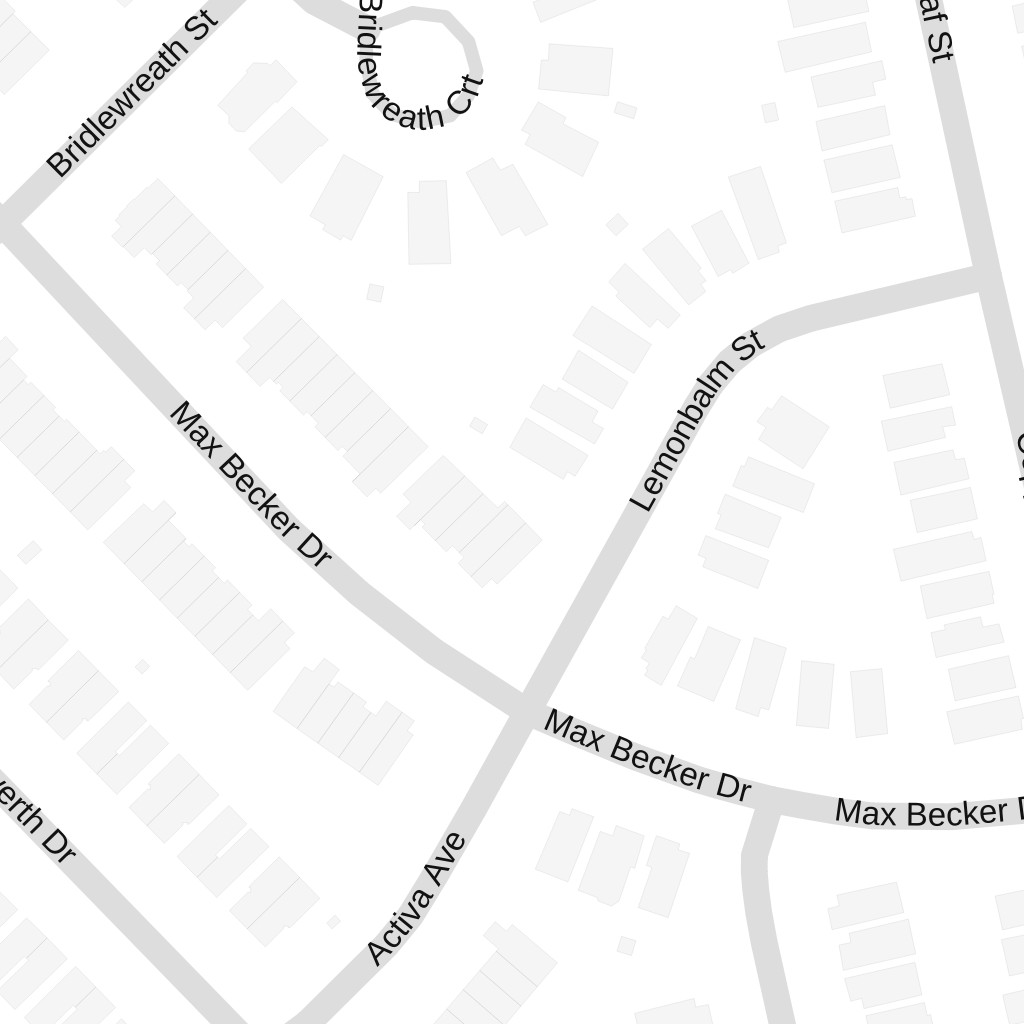 Bridlewreath St
Bridlewreath Crt
af St
Max Becker Dr
Lemonbalm St
Max Becker Dr
Max Becker
erth Dr
Activa Ave